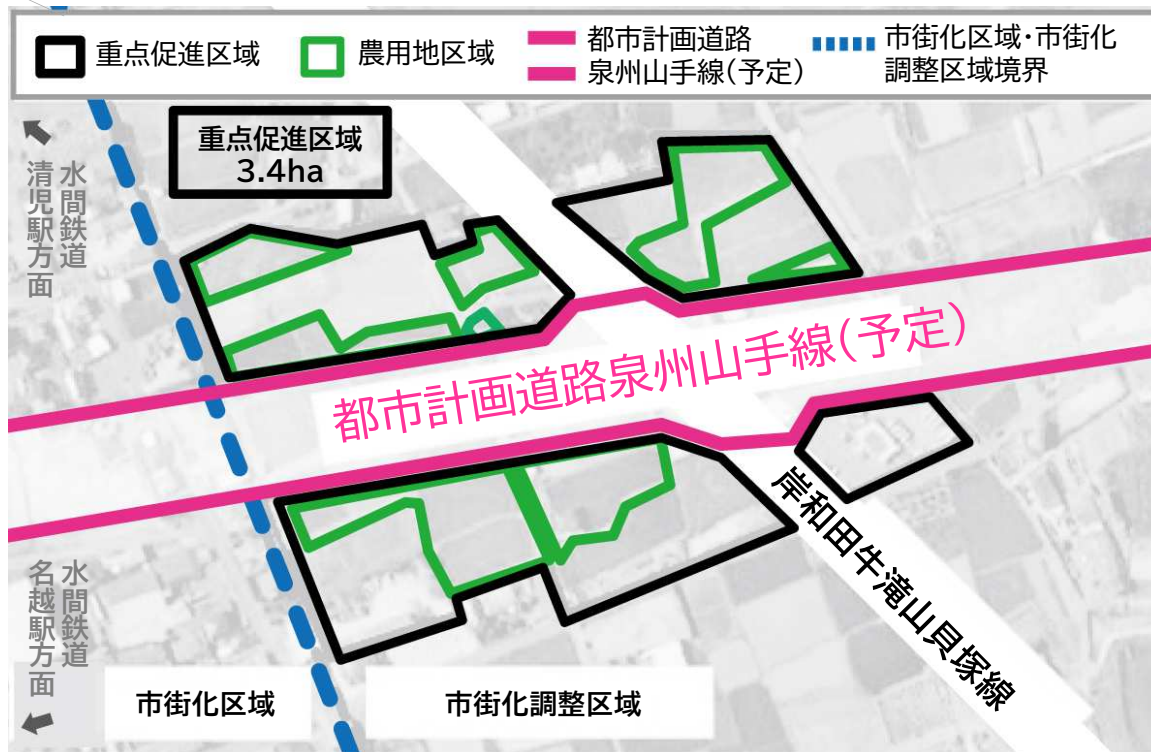 重点促進区域
農用地区域
都市計画道路
泉州山手線(予定)
市街化区域・市街化
調整区域境界
重点促進区域
3.4ha
水間鉄道
清児駅方面
都市計画道路泉州山手線(予定)
岸和田牛滝山貝塚線
水間鉄道
名越駅方面
市街化区域
市街化調整区域